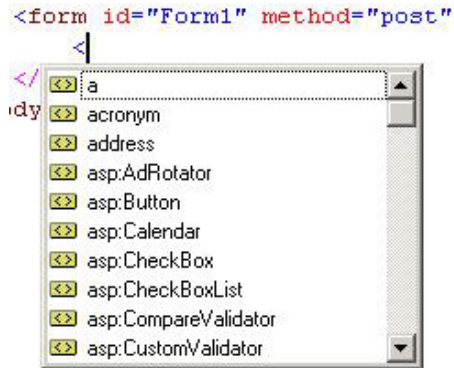 <form id="Form1" method="post"
<
</
ody
a
acronym
address
asp:AdRotator
asp:Button
asp:Calendar
asp:CheckBox
asp:CheckBoxList
asp:CompareValidator
asp:CustomValidator